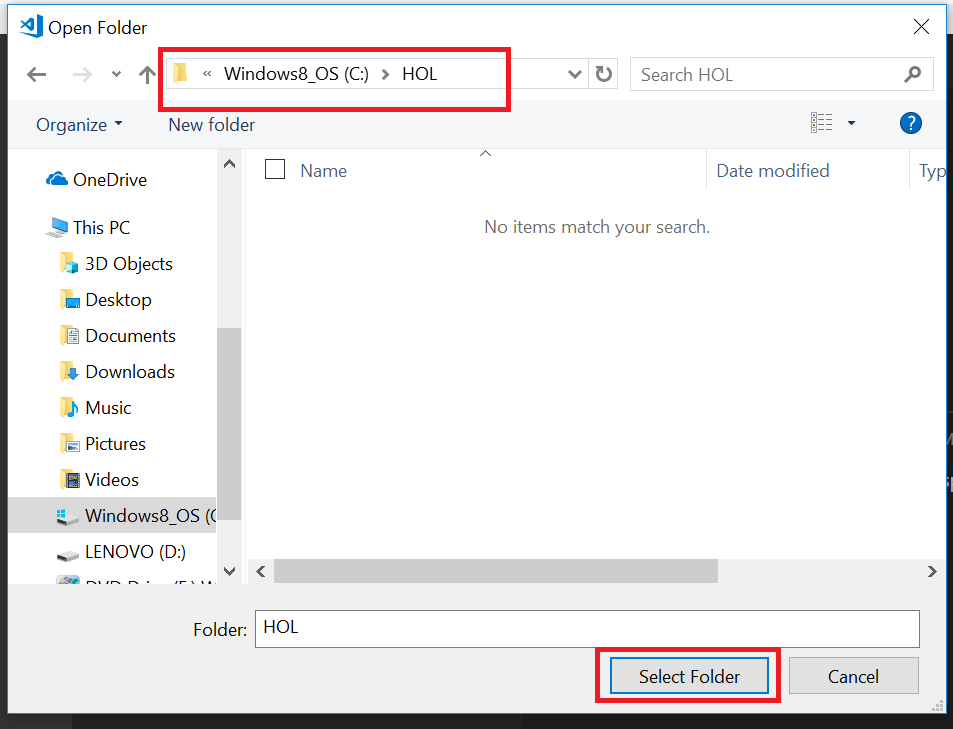 Open Folder
« Windows8_OS (C:) > HOL
Search HOL
Organize
New folder
?
Name
Date modified
Typ
OneDrive
No items match your search.
This PC
3D Objects
Desktop
Documents
Downloads
Music
Pictures
Videos
Windows8_OS (C
LENOVO (D:)
Folder: HOL
Select Folder
Cancel